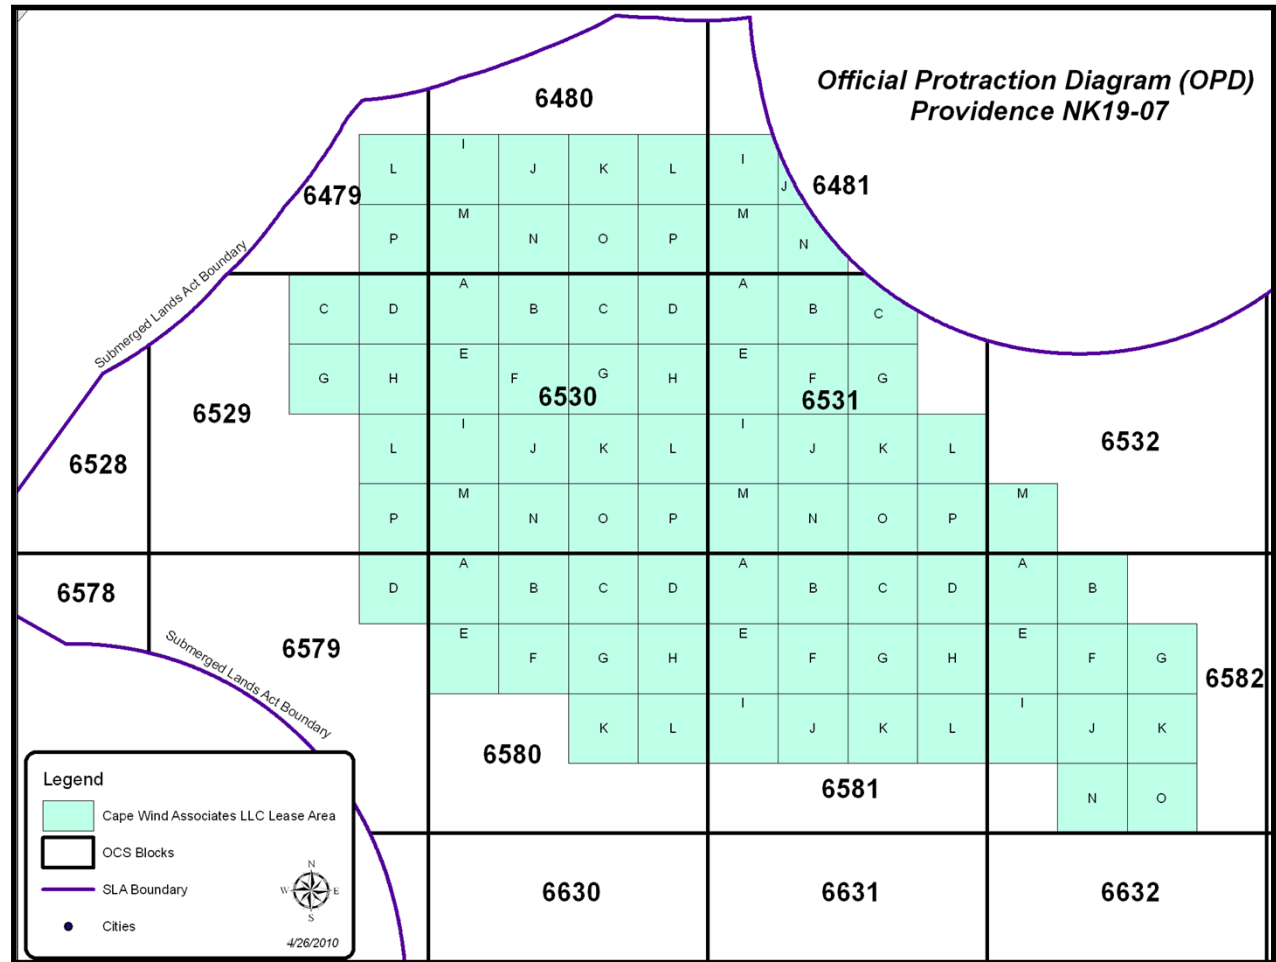 Official Protraction Diagram (OPD)
Providence NK19-07
6480
I
J
K
L
I
L
J
6481
6479
M
M
P
N
O
P
N
Submerged Lands Act Boundary
A
A
C
D
B
C
D
B
C
E
E
G
H
F
G
H
F
G
6529
6530
6531
I
I
L
J
K
L
J
K
L
6532
6528
M
M
M
P
N
O
P
N
O
P
A
A
A
D
B
C
D
B
C
D
B
6578
E
E
E
6579
Submerged Lands Act Boundary
F
G
H
F
G
H
F
G
6582
I
I
6580
K
L
J
K
L
J
K
6581
N
O
Legend
Cape Wind Associates LLC Lease Area
OCS Blocks
SLA Boundary
Cities
N
W E
S
4/26/2010
6630
6631
6632